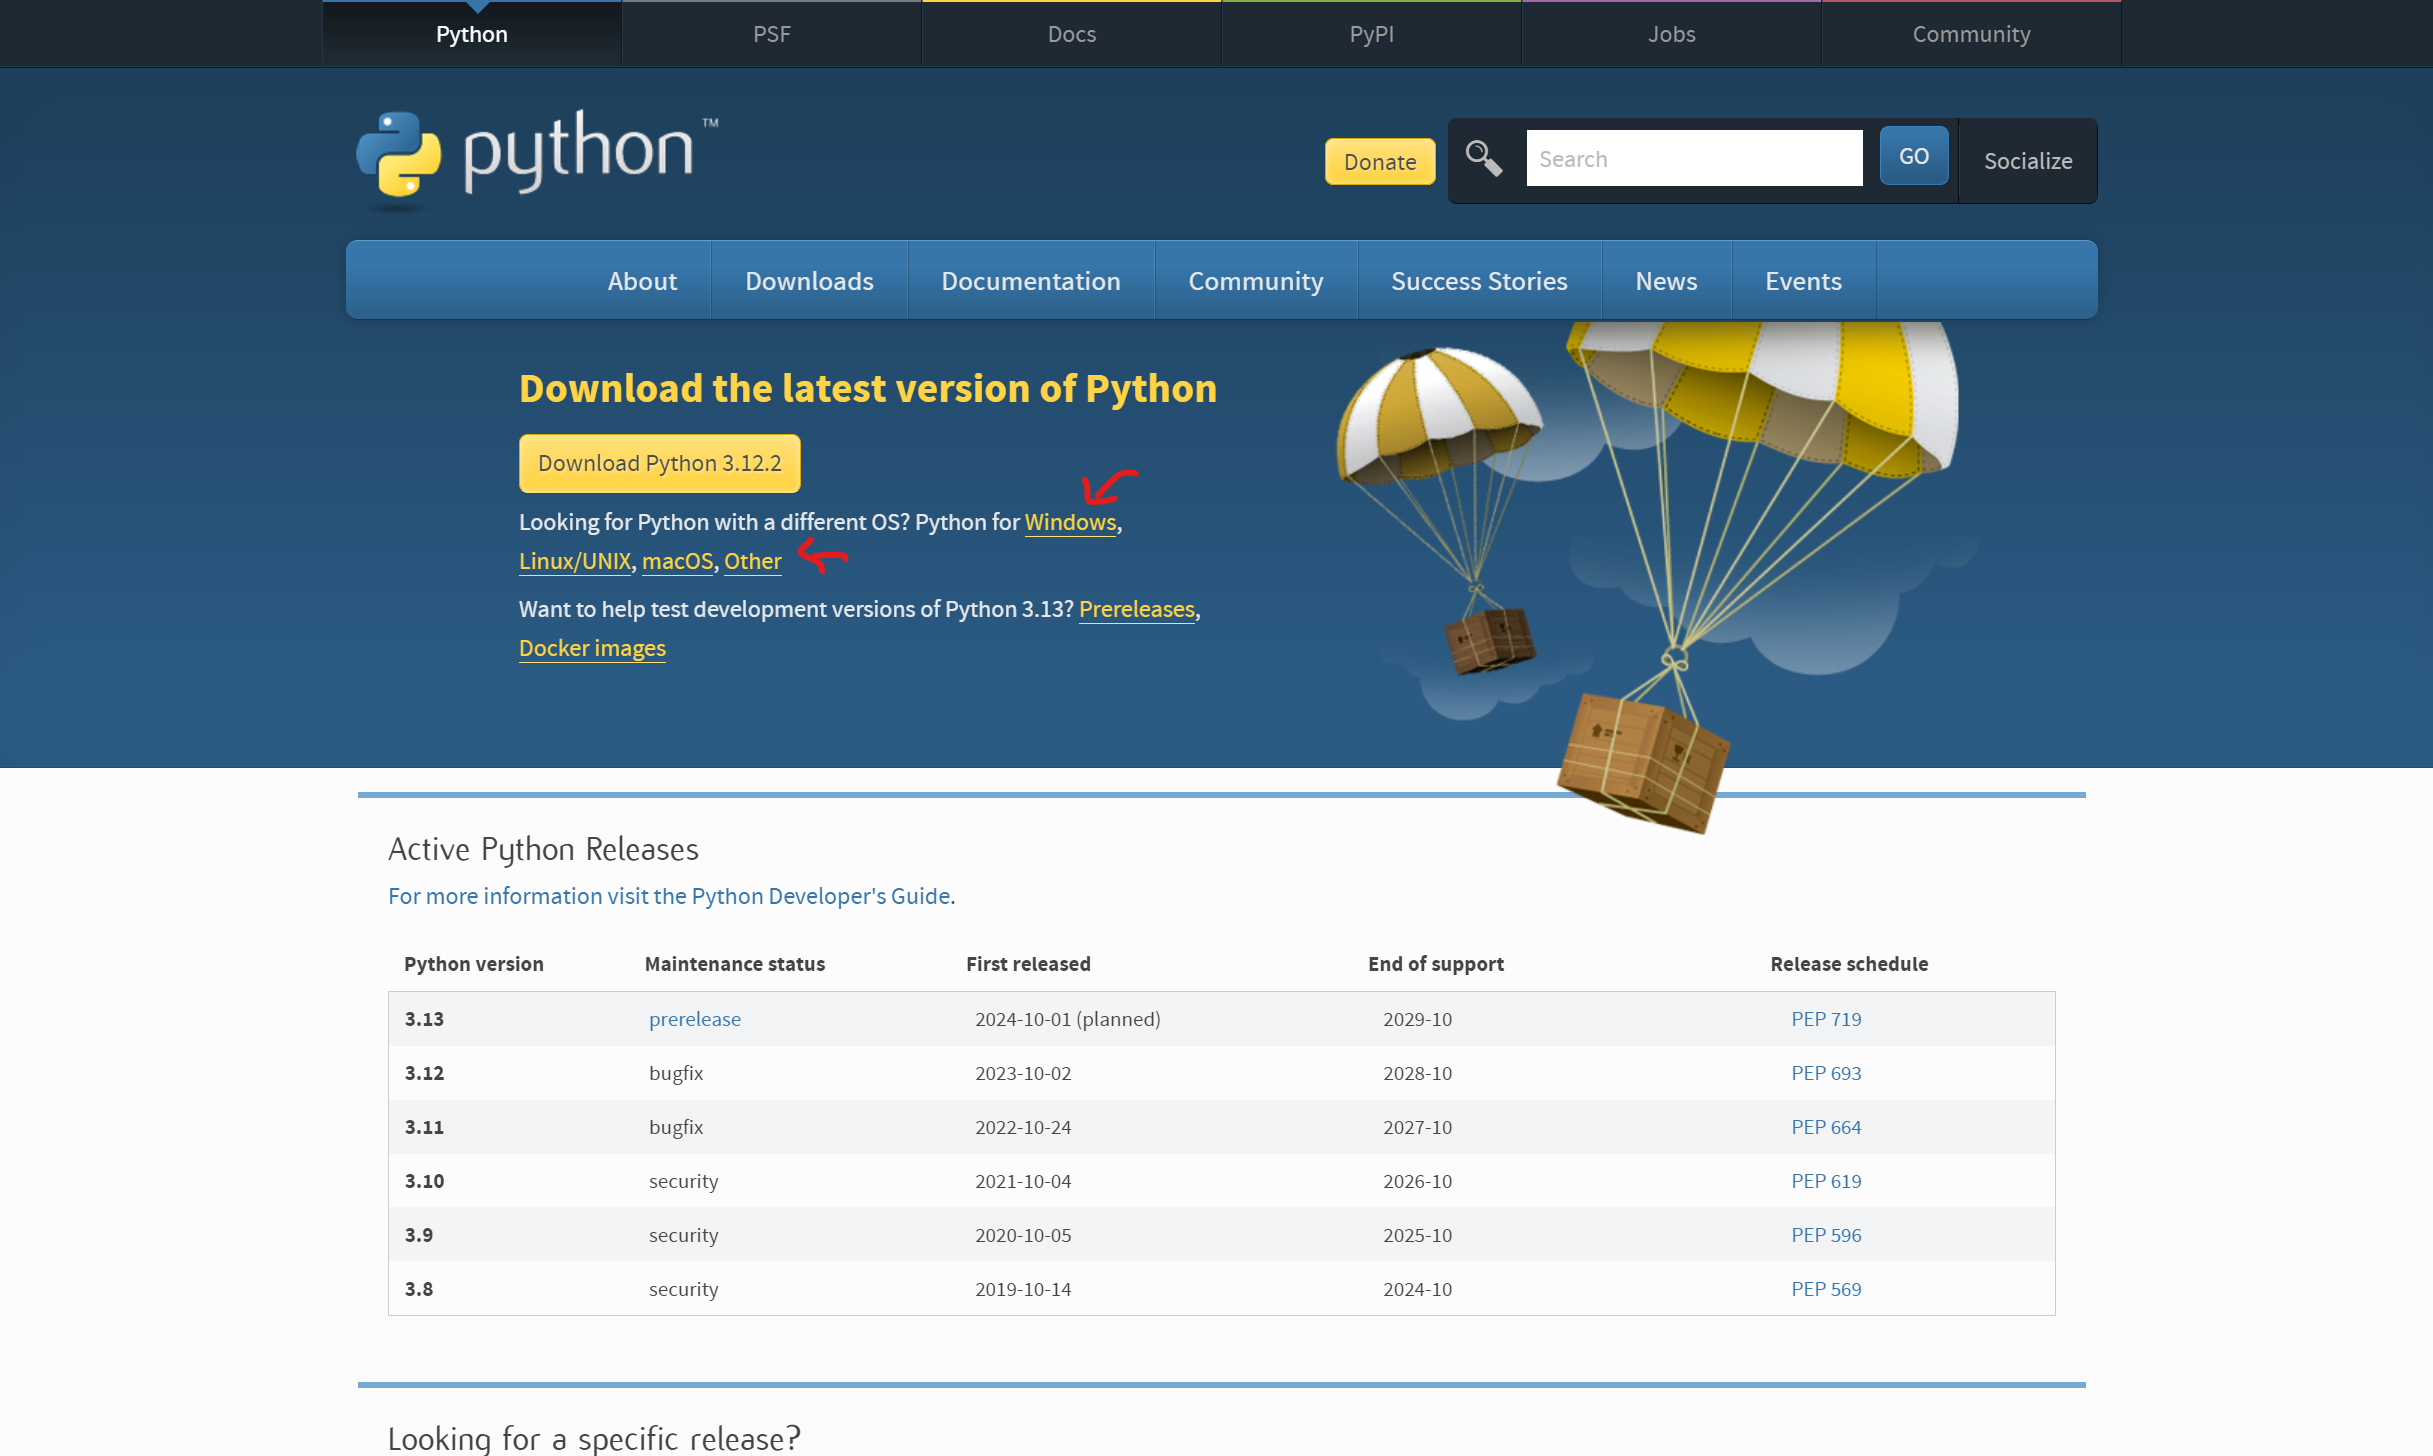 Python PSF Docs PyPI Jobs Community
python™
Donate Search GO Socialize
About Downloads Documentation Community Success Stories News Events
Download the latest version of Python
Download Python 3.12.2
Looking for Python with a different OS? Python for Windows,
Linux/UNIX, macOS, Other
Want to help test development versions of Python 3.13? Prereleases,
Docker images
Active Python Releases
For more information visit the Python Developer's Guide.
Python version Maintenance status First released End of support Release schedule
3.13 prerelease 2024-10-01 (planned) 2029-10 PEP 719
3.12 bugfix 2023-10-02 2028-10 PEP 693
3.11 bugfix 2022-10-24 2027-10 PEP 664
3.10 security 2021-10-04 2026-10 PEP 619
3.9 security 2020-10-05 2025-10 PEP 596
3.8 security 2019-10-14 2024-10 PEP 569
Looking for a specific release?